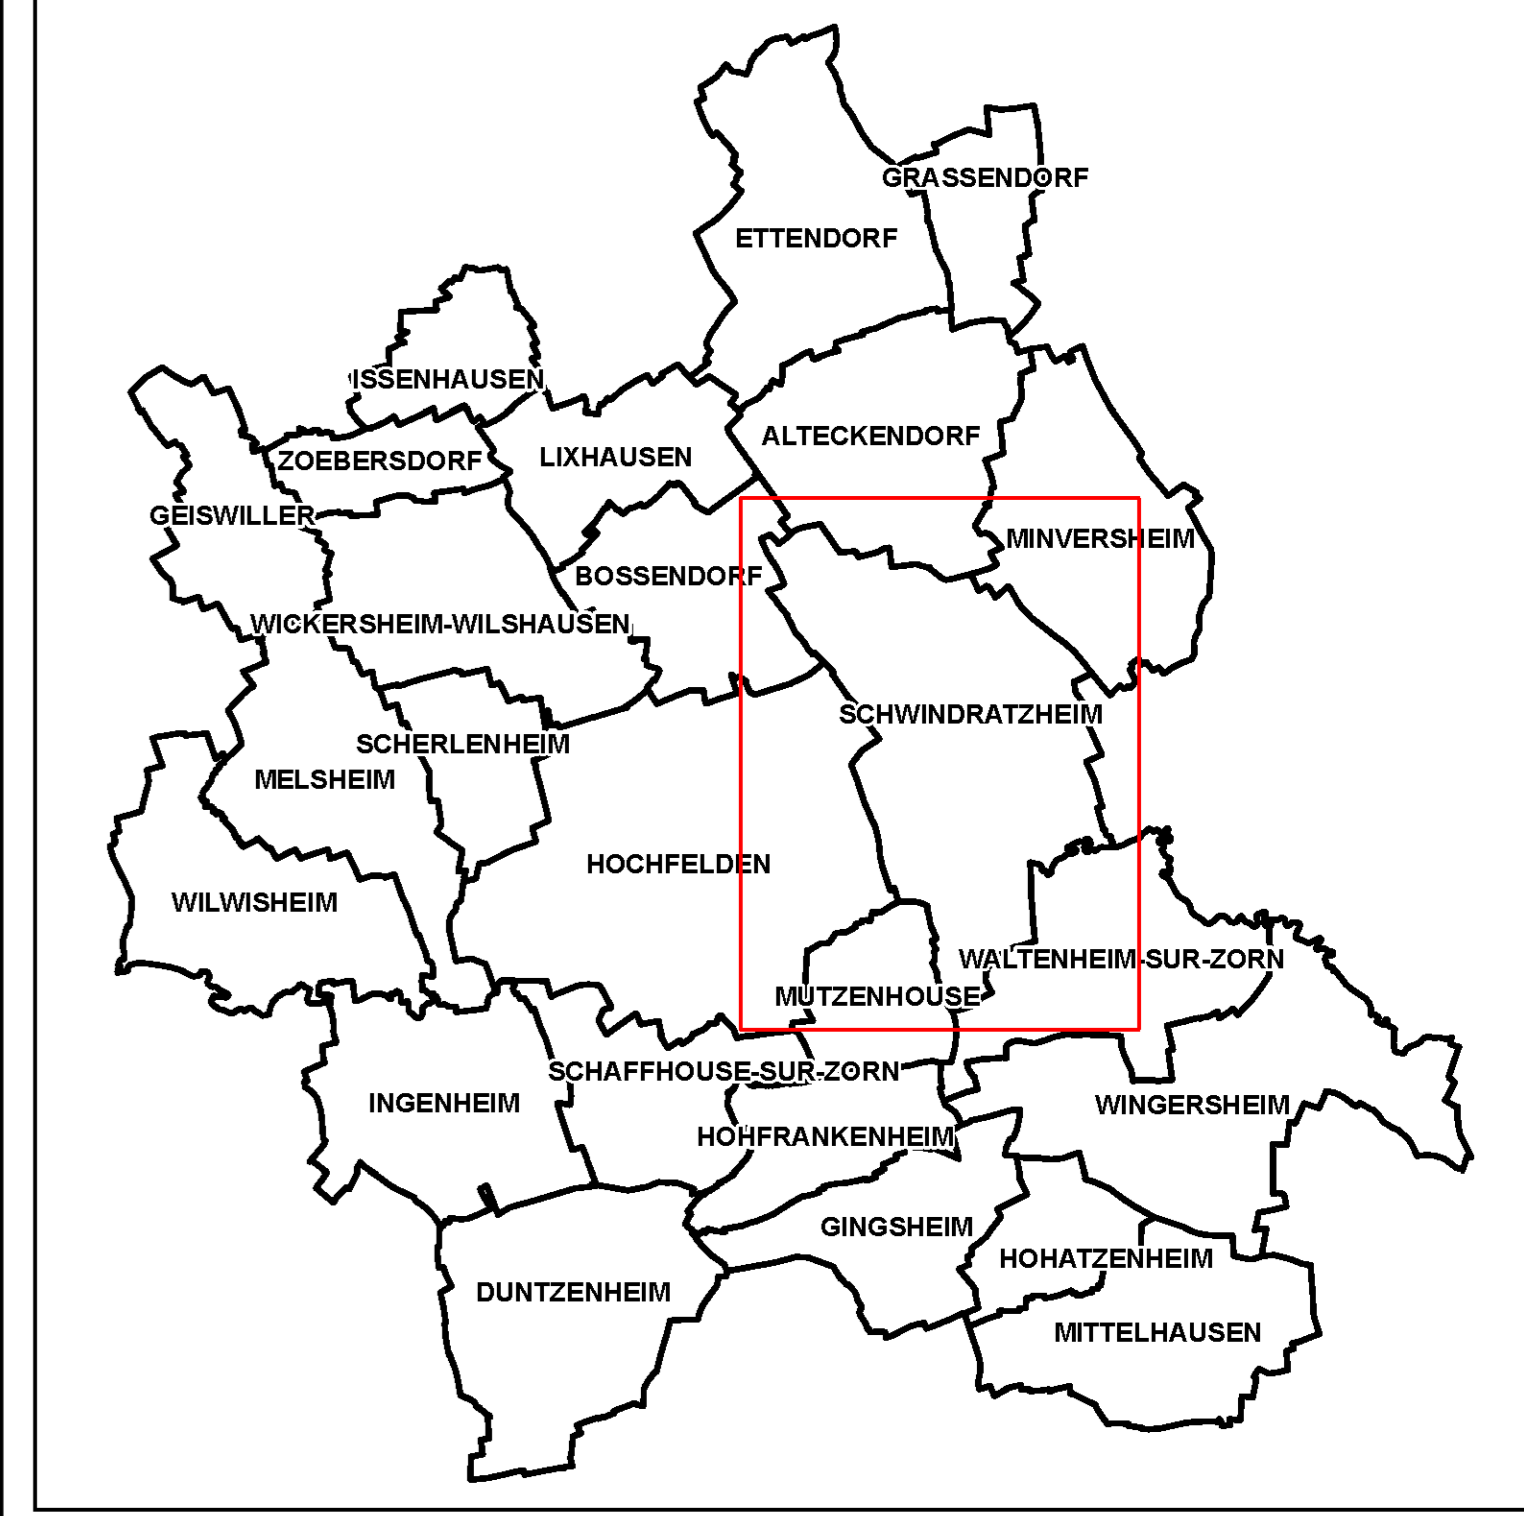 GRASSENDORF
ETTENDORF
ISSENHAUSEN
ALTECKENDORF
LIXHAUSEN
ZOEBERSDORF
GEISWILLER
MINVERSHEIM
BOSSENDORF
WICKERSHEIM-WILSHAUSEN
SCHWINDRATZHEIM
SCHERLENHEIM
MELSHEIM
HOCHFELDEN
WILWISHEIM
WALTENHEIM-SUR-ZORN
MUTZENHOUSE
SCHAFFHOUSE-SUR-ZORN
INGENHEIM
WINGERSHEIM
HOHFRANKENHEIM
GINGSHEIM
HOHATZENHEIM
DUNTZENHEIM
MITTELHAUSEN